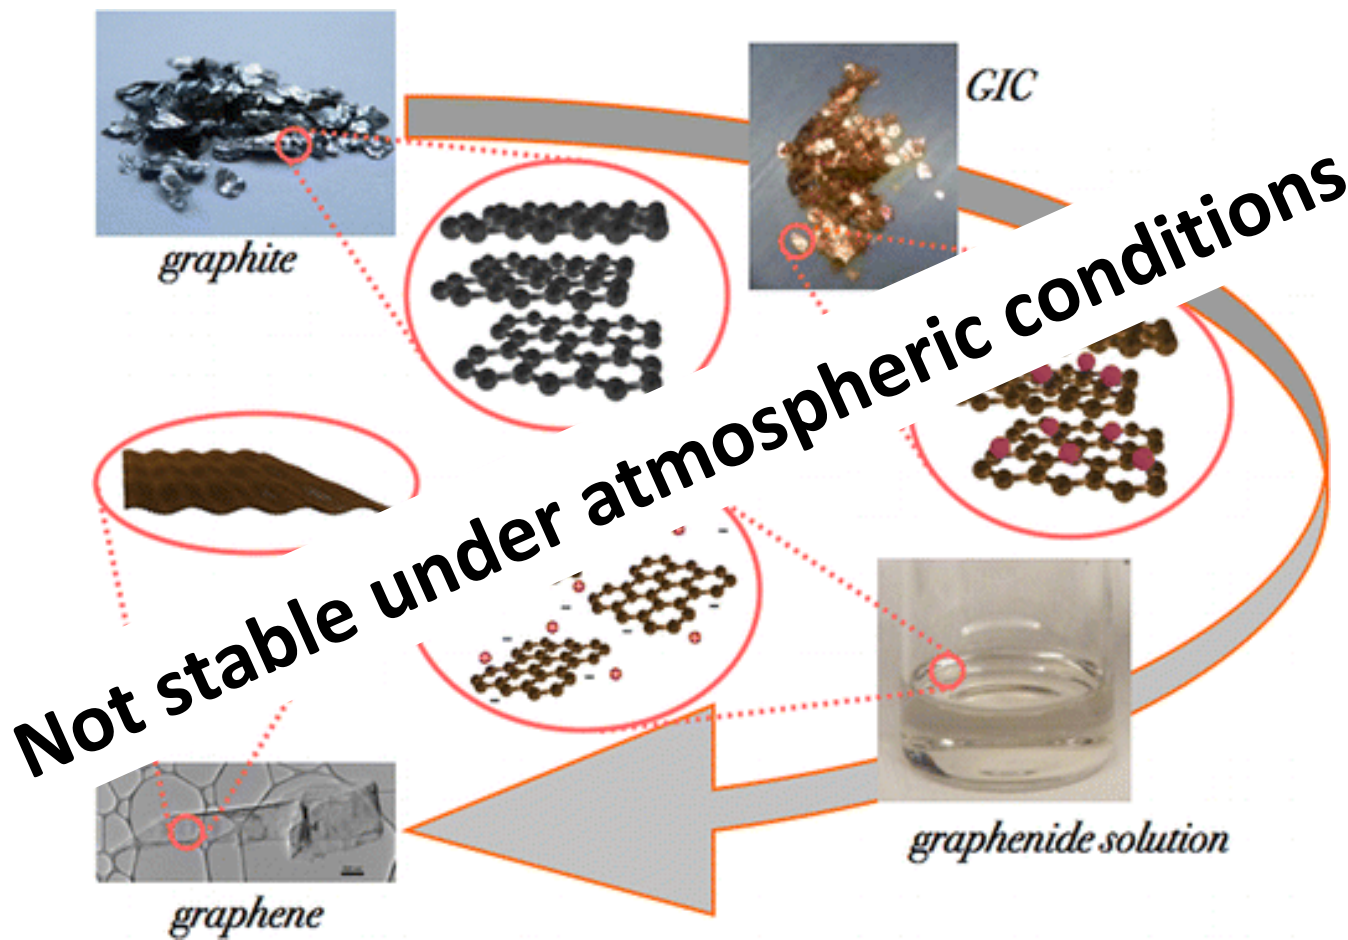 GIC
graphite
Not stable under atmospheric conditions
graphenide solution
graphene